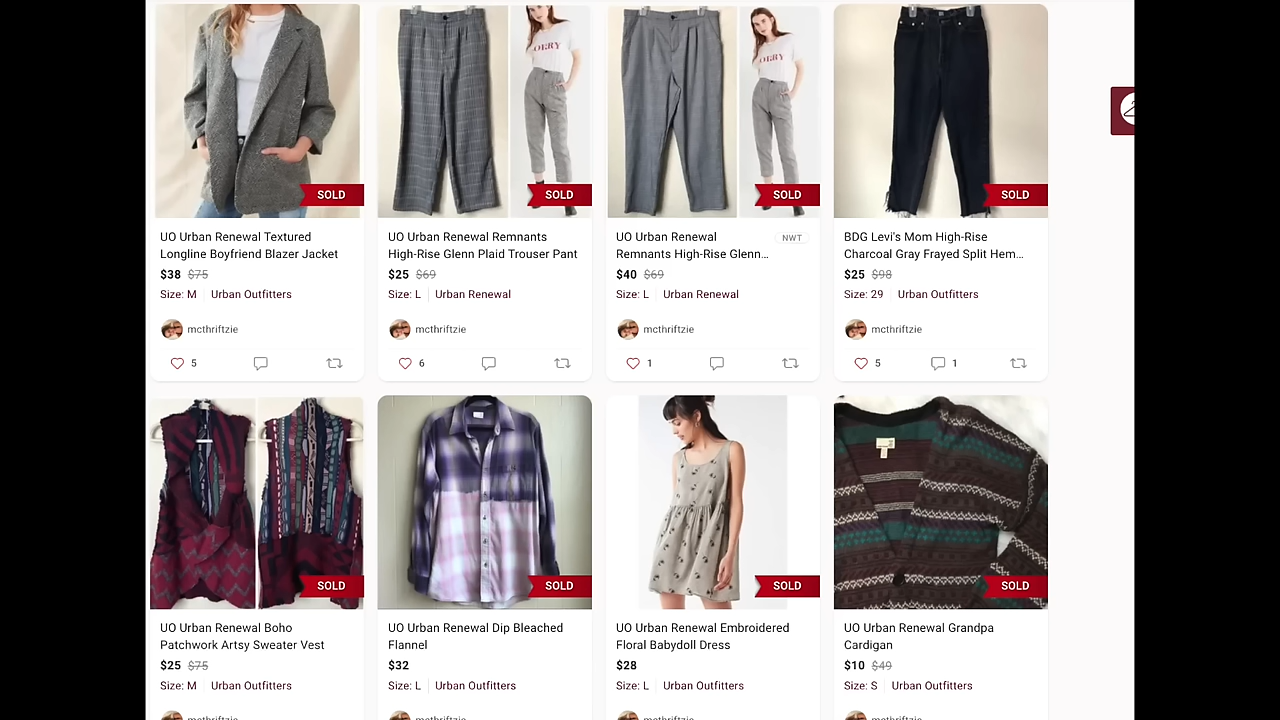 SOLD
UO Urban Renewal Textured
Longline Boyfriend Blazer Jacket
$38 $75
Size: M Urban Outfitters
mcthriftzie
5
SOLD
UO Urban Renewal Remnants
High-Rise Glenn Plaid Trouser Pant
$25 $69
Size: L Urban Renewal
mcthriftzie
6
SOLD
UO Urban Renewal
Remnants High-Rise Glenn...
NWT
$40 $69
Size: L Urban Renewal
mcthriftzie
1
SOLD
BDG Levi's Mom High-Rise
Charcoal Gray Frayed Split Hem...
$25 $98
Size: 29 Urban Outfitters
mcthriftzie
5 1
SOLD
UO Urban Renewal Boho
Patchwork Artsy Sweater Vest
$25 $75
Size: M Urban Outfitters
mcthriftzie
SOLD
UO Urban Renewal Dip Bleached
Flannel
$32
Size: L Urban Outfitters
mcthriftzie
SOLD
UO Urban Renewal Embroidered
Floral Babydoll Dress
$28
Size: L Urban Outfitters
mcthriftzie
SOLD
UO Urban Renewal Grandpa
Cardigan
$10 $49
Size: S Urban Outfitters
mcthriftzie